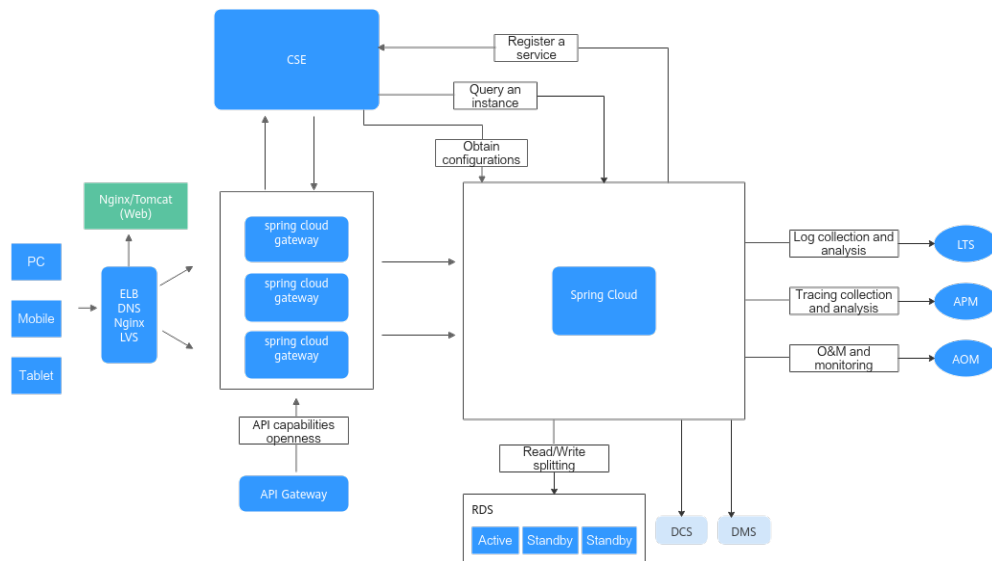 CSE
Register a
service
Query an
instance
Obtain
configurations
Nginx/Tomcat
(Web)
PC
Mobile
Tablet
ELB
DNS
Nginx
LVS
spring cloud
gateway
spring cloud
gateway
spring cloud
gateway
API capabilities
openness
API Gateway
Spring Cloud
Log collection and
analysis
LTS
Tracing collection
and analysis
APM
O&M and
monitoring
AOM
Read/Write
splitting
RDS
Active
Standby
Standby
DCS
DMS